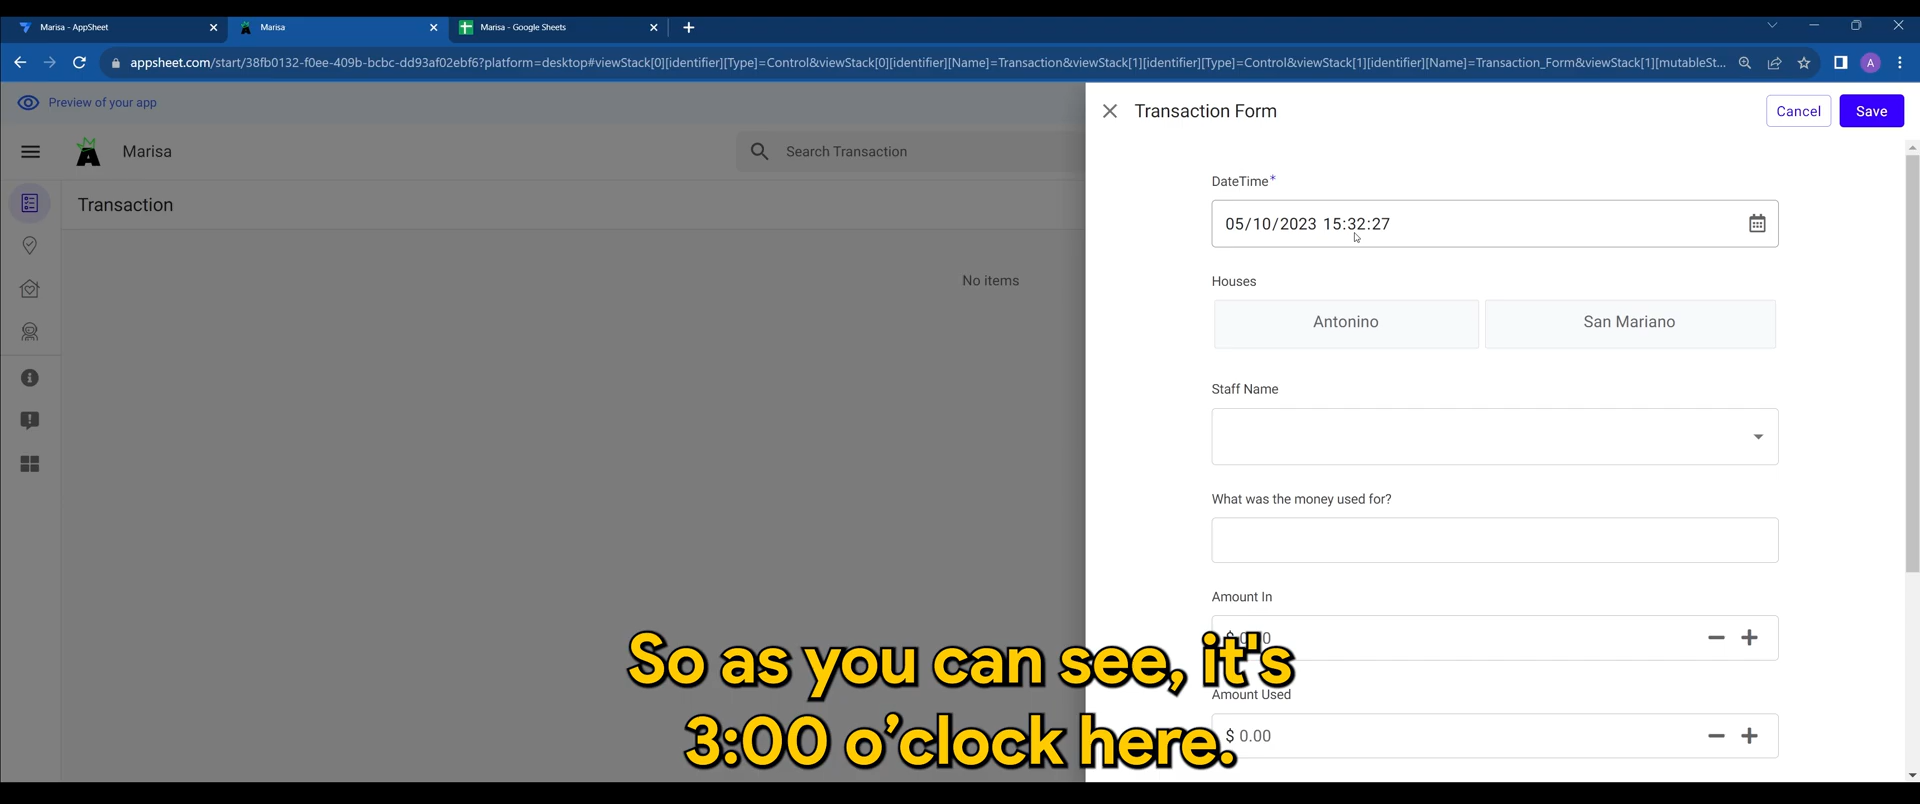 Marisa - AppSheet
Marisa
Marisa - Google Sheets
appsheet.com/start/38fb0132-f0ee-409b-bcbc-dd93af02ebf6?platform=desktop#viewStack[0][identifier][Type]=Control&viewStack[0][identifier][Name]=Transaction&viewStack[1][identifier][Type]=Control&viewStack[1][identifier][Name]=Transaction_Form&viewStack[1][mutableSt...
A
Preview of your app
Marisa
Search Transaction
Transaction
No items
Transaction Form
Cancel
Save
DateTime*
05/10/2023 15:32:27
Houses
Antonino
San Mariano
Staff Name
What was the money used for?
Amount In
Amount Used
$ 0.00
So as you can see, it's
3:00 o’clock here.